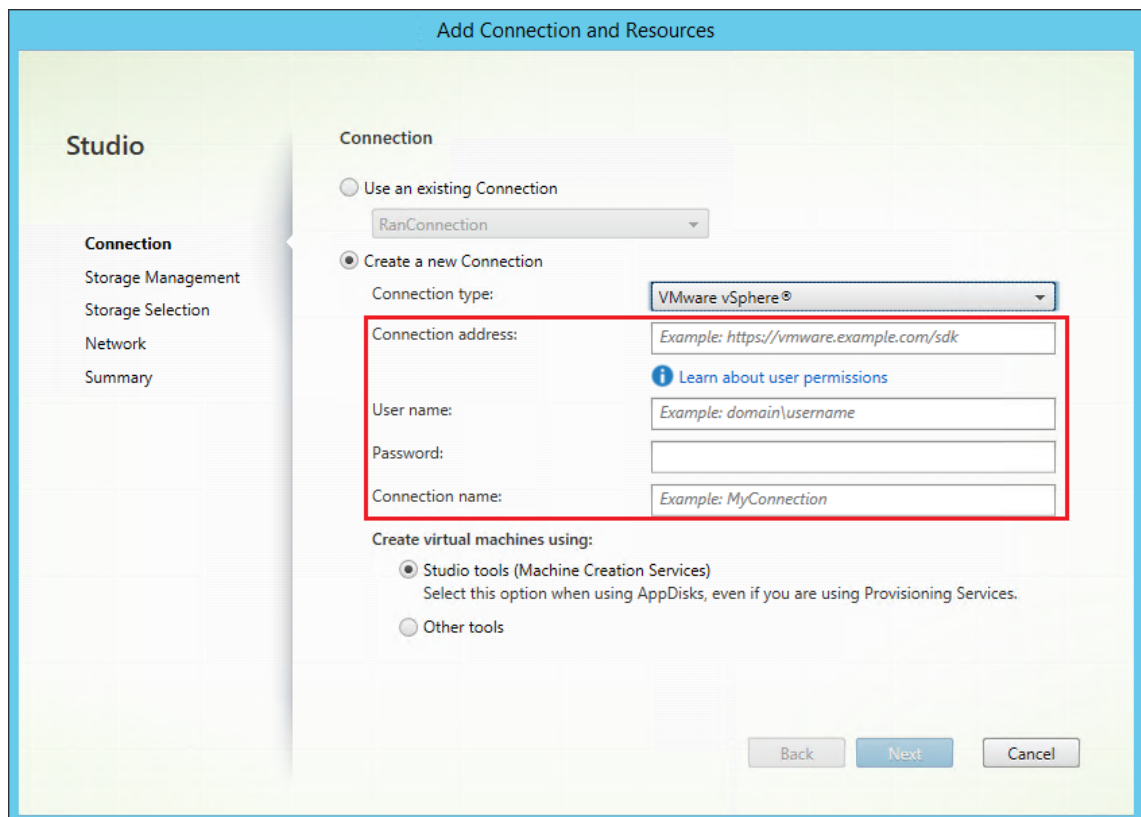 Add Connection and Resources
Studio
Connection
Storage Management
Storage Selection
Network
Summary
Connection
Use an existing Connection
RanConnection
Create a new Connection
Connection type:
VMware vSphere®
Connection address:
Example: https://vmware.example.com/sdk
Learn about user permissions
User name:
Example: domain\username
Password:
Connection name:
Example: MyConnection
Create virtual machines using:
Studio tools (Machine Creation Services)
Select this option when using AppDisks, even if you are using Provisioning Services.
Other tools
Back
Next
Cancel